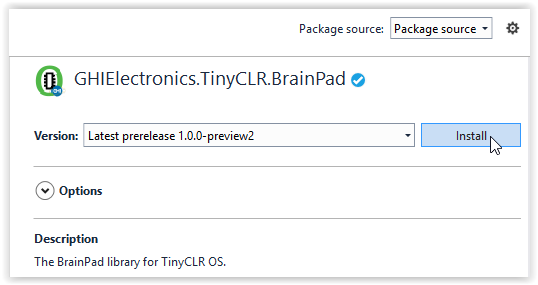 Package source: Package source
GHIElectronics.TinyCLR.BrainPad
Version: Latest prerelease 1.0.0-preview2 Install
Options
Description
The BrainPad library for TinyCLR OS.